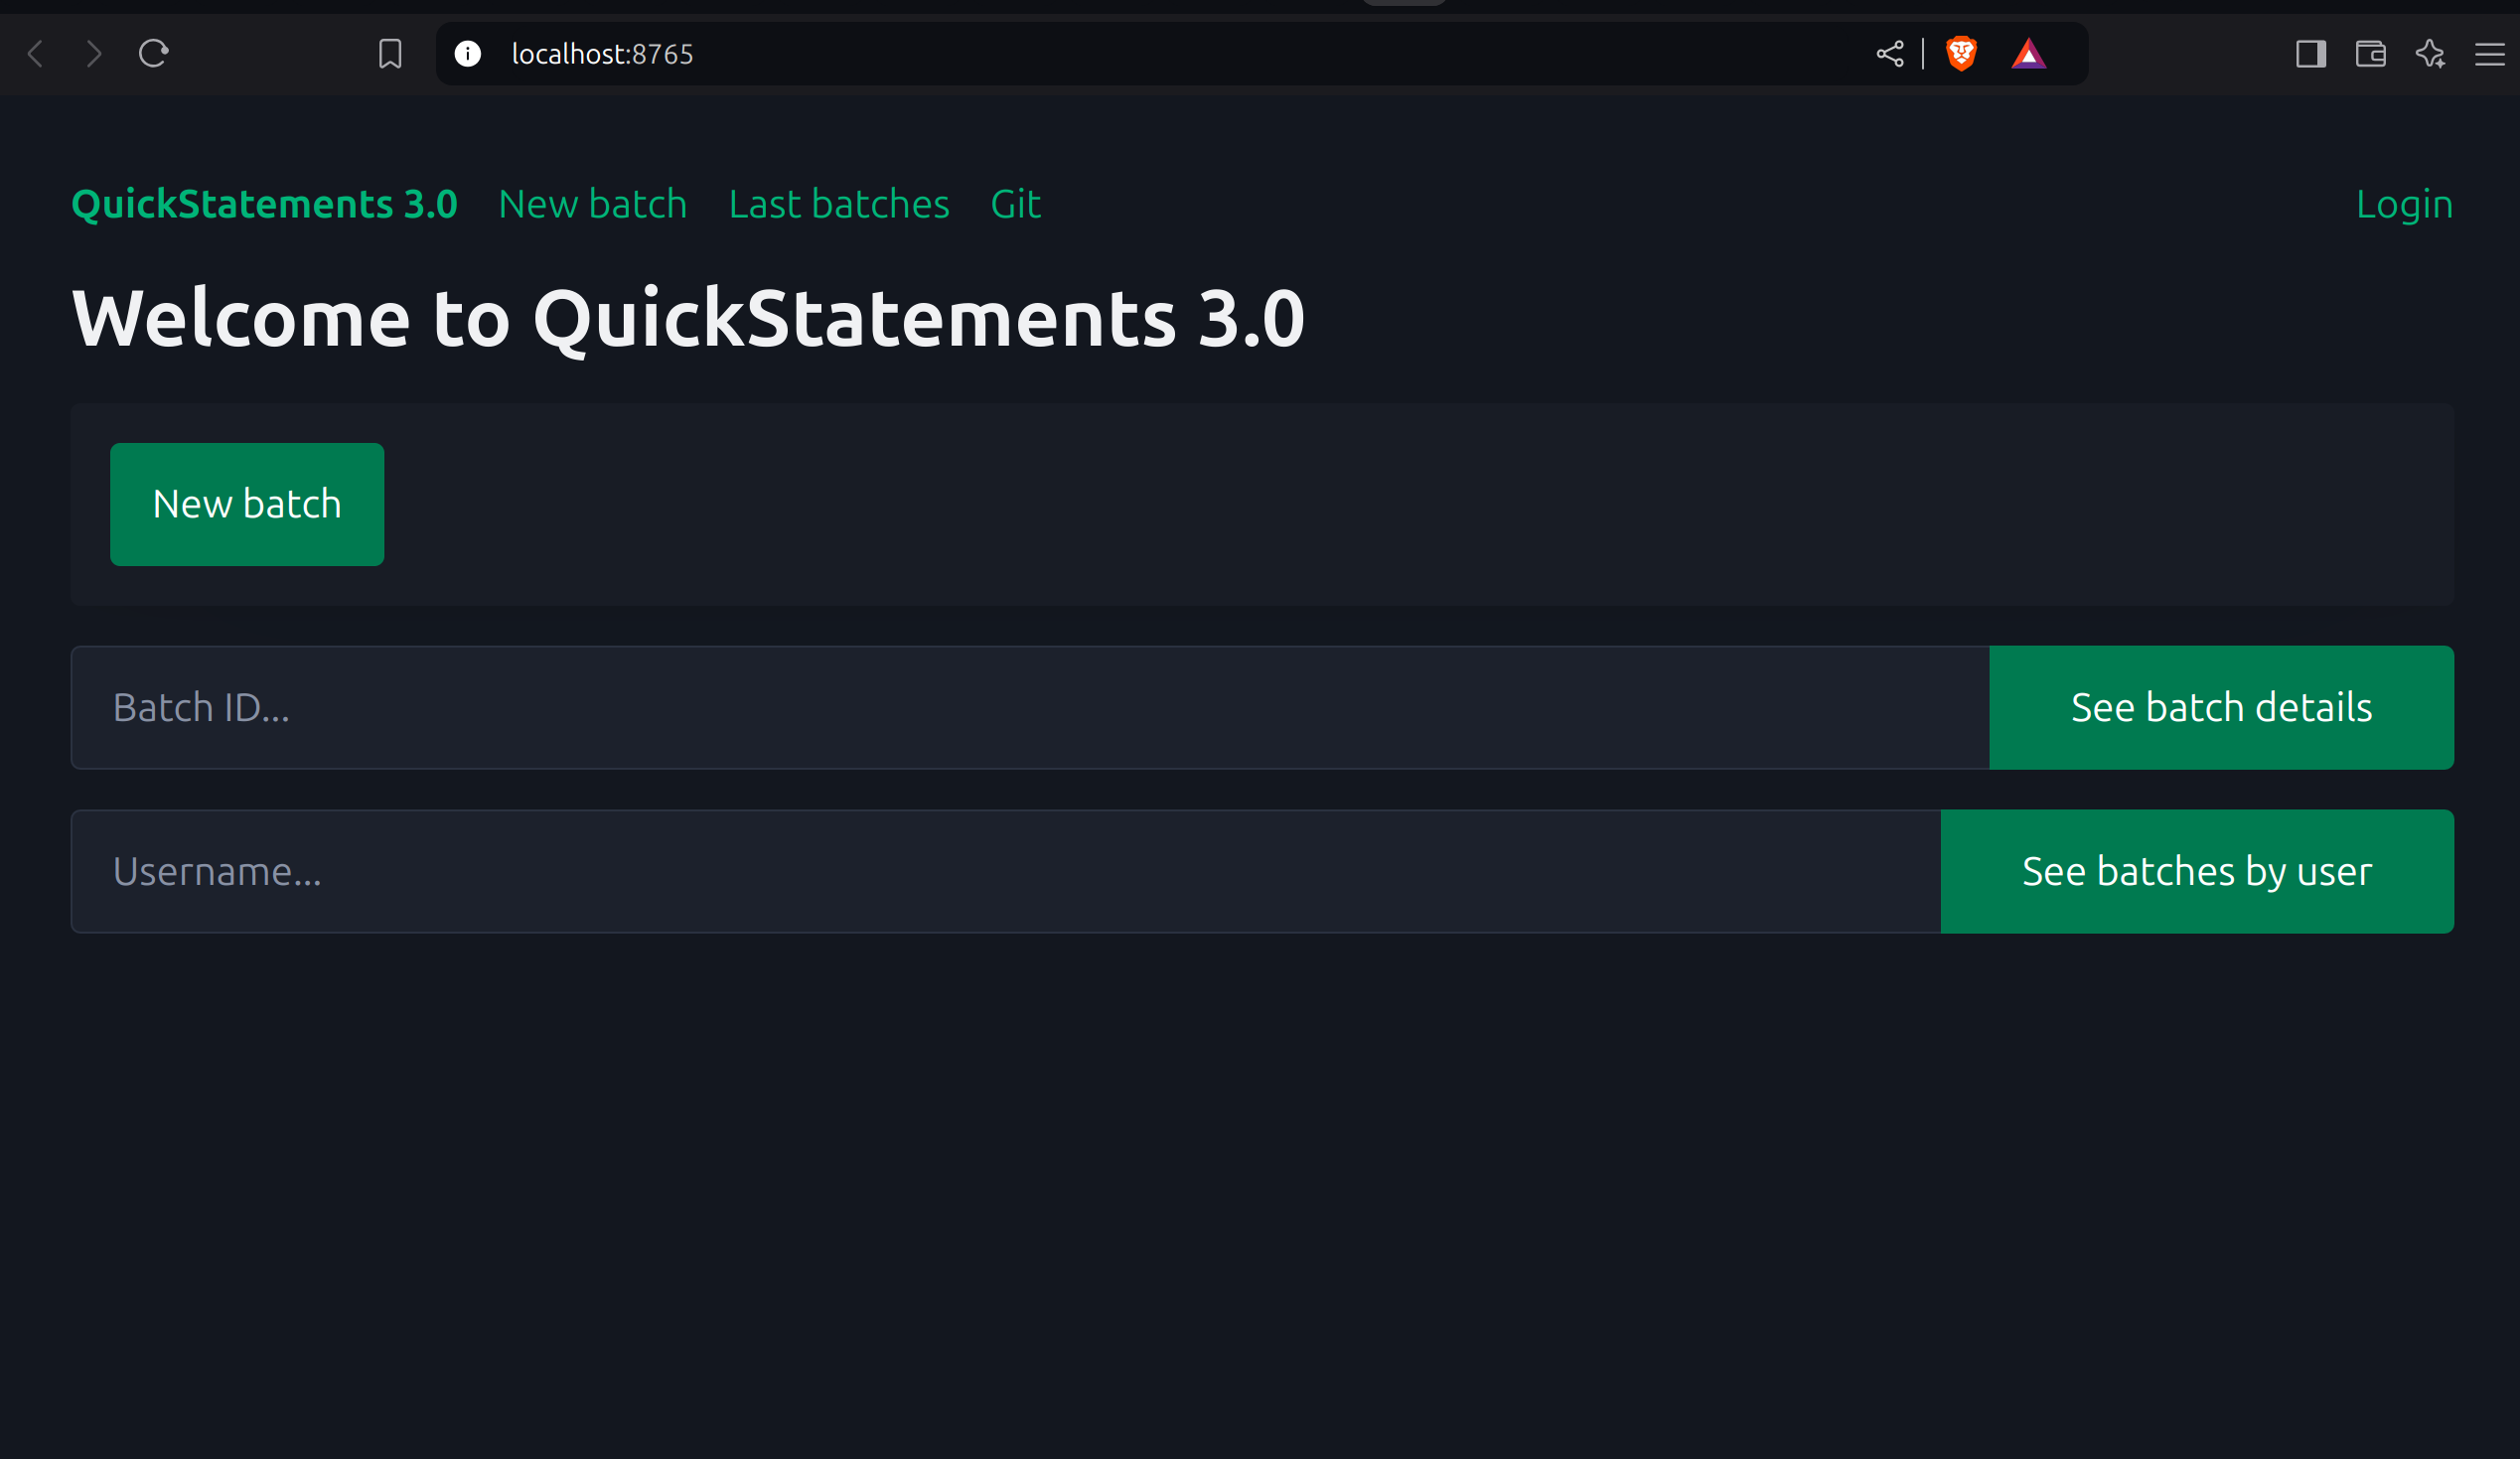 localhost:8765
QuickStatements 3.0 New batch Last batches Git Login
Welcome to QuickStatements 3.0
New batch
Batch ID... See batch details
Username... See batches by user